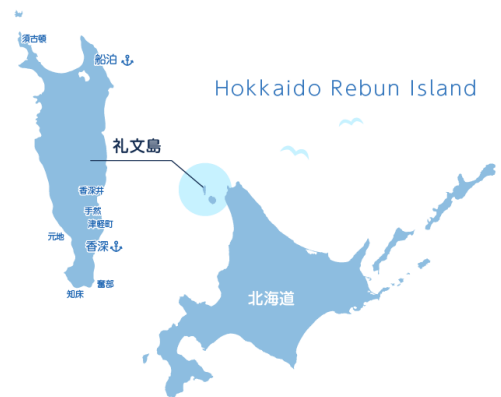 須古頓
船泊
Hokkaido Rebun Island
礼文島
香深井
手然
津軽町
元地
香深
奮部
知床
北海道